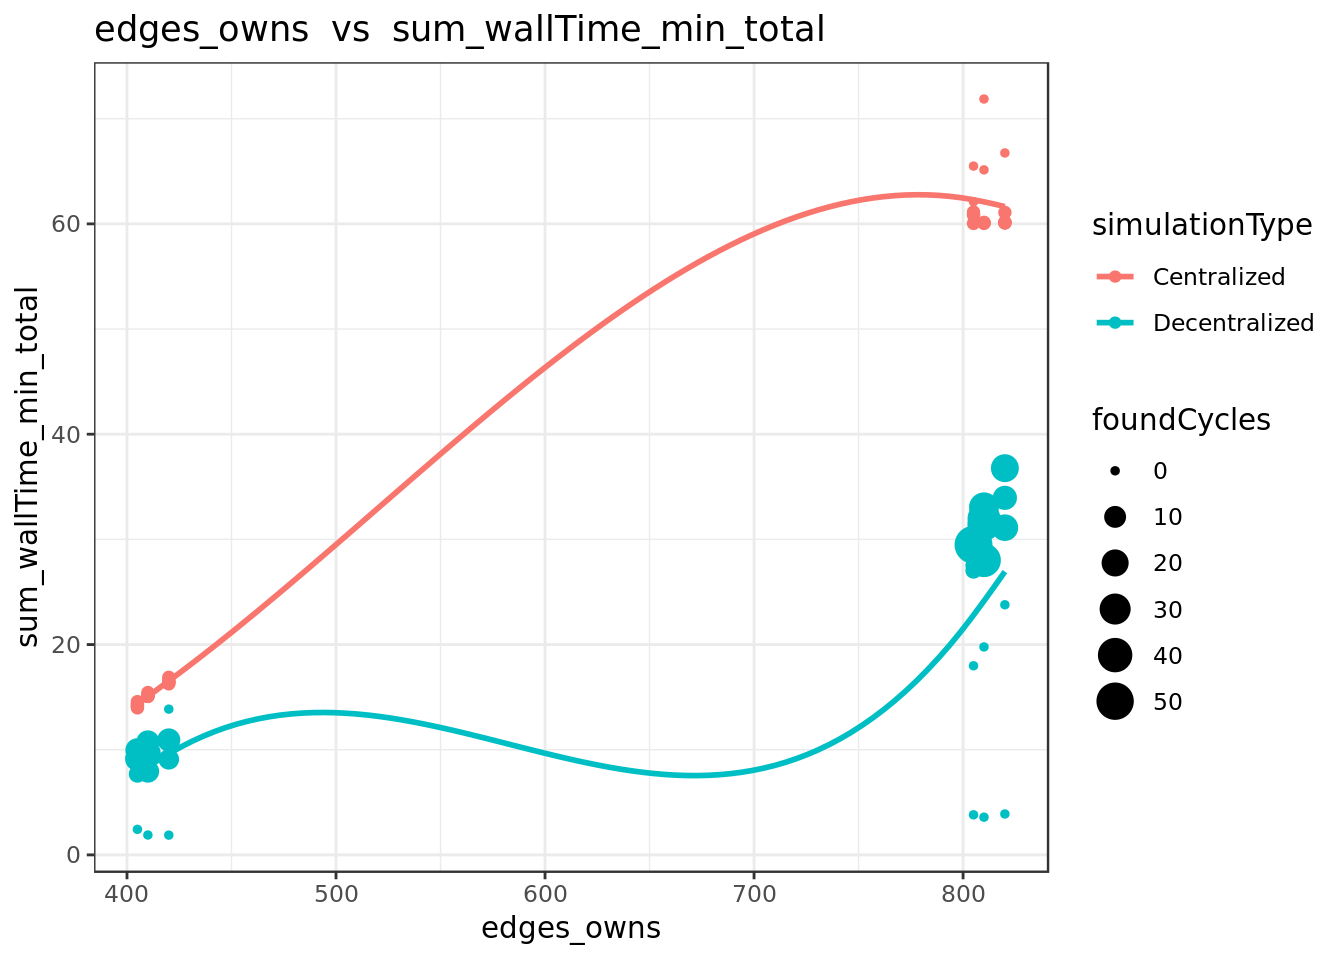 edges_owns vs sum_wallTime_min_total
sum_wallTime_min_total
60
40
20
0
400 500 600 700 800
edges_owns
simulationType
Centralized
Decentralized
foundCycles
0
10
20
30
40
50